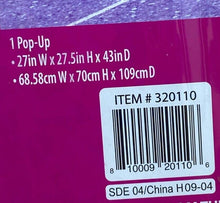 1 Pop-Up
• 27in W x 27.5in H x 43in D
• 68.58cm W x 70cm H x 109cm D
ITEM # 320110
8 10009 20110 6
SDE 04/China H09-04